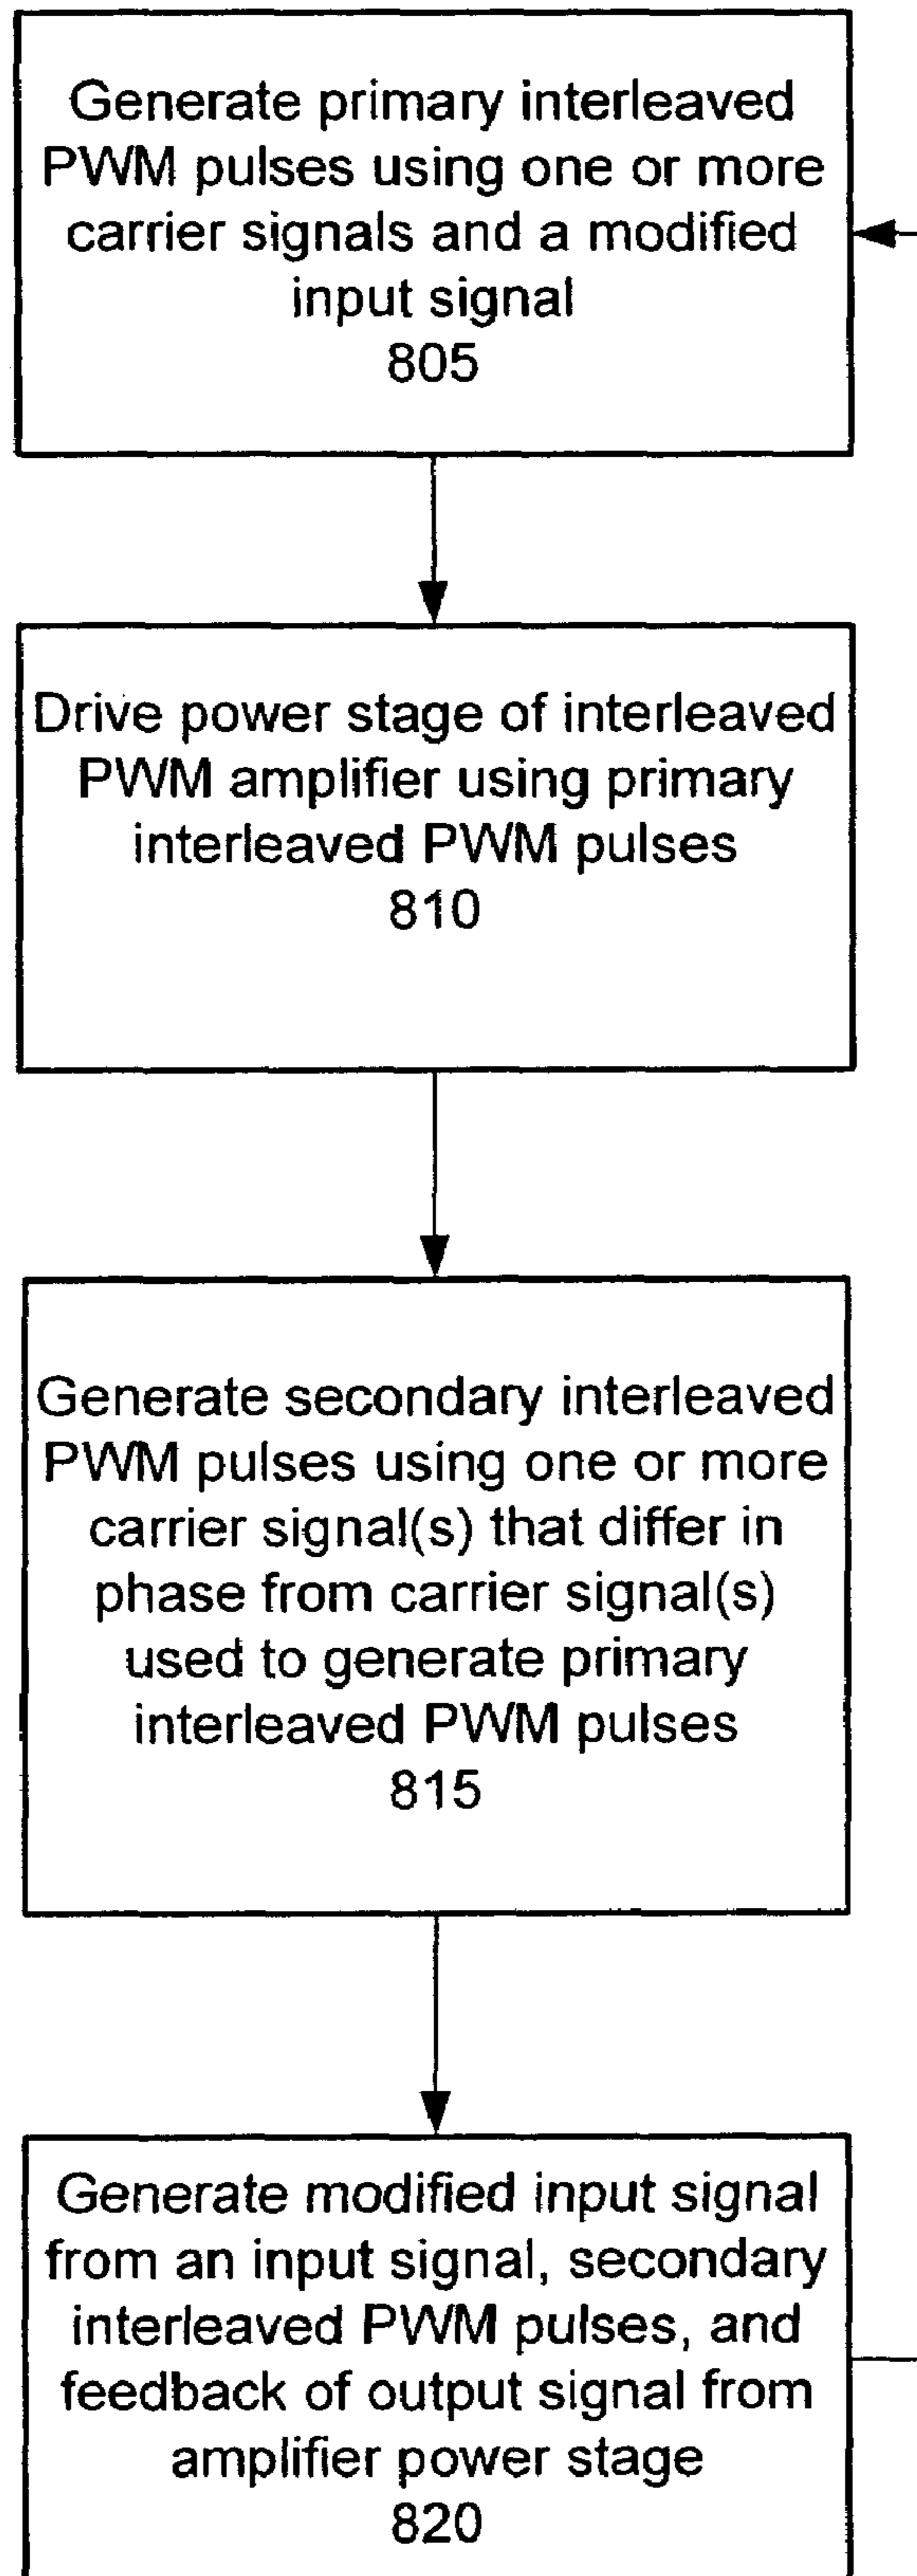 Generate primary interleaved
PWM pulses using one or more
carrier signals and a modified
input signal
805
Drive power stage of interleaved
PWM amplifier using primary
interleaved PWM pulses
810
Generate secondary interleaved
PWM pulses using one or more
carrier signal(s) that differ in
phase from carrier signal(s)
used to generate primary
interleaved PWM pulses
815
Generate modified input signal
from an input signal, secondary
interleaved PWM pulses, and
feedback of output signal from
amplifier power stage
820